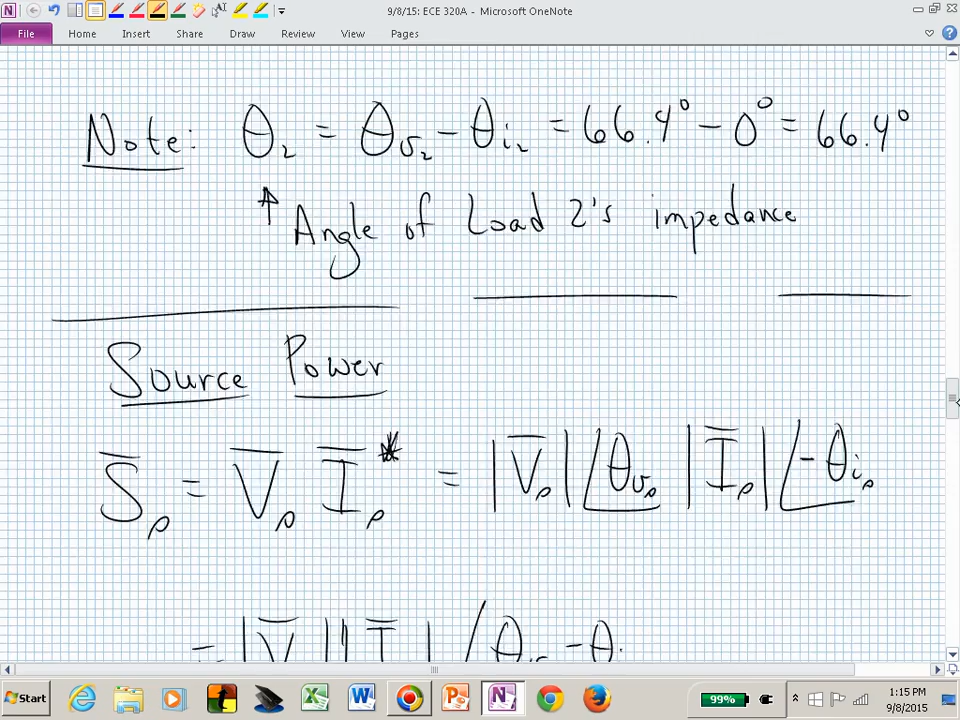 9/8/15: ECE 320A - Microsoft OneNote
File Home Insert Share Draw Review View Pages
Note: θ₂ = θv₂ − θi₂ = 66.4° − 0° = 66.4°
↑ Angle of Load 2's impedance
Source Power
S̅ₚ = V̅ₚ I̅ₚ* = |V̅ₚ| ∠θvₚ |I̅ₚ| ∠−θiₚ
Start
99%
1:15 PM
9/8/2015